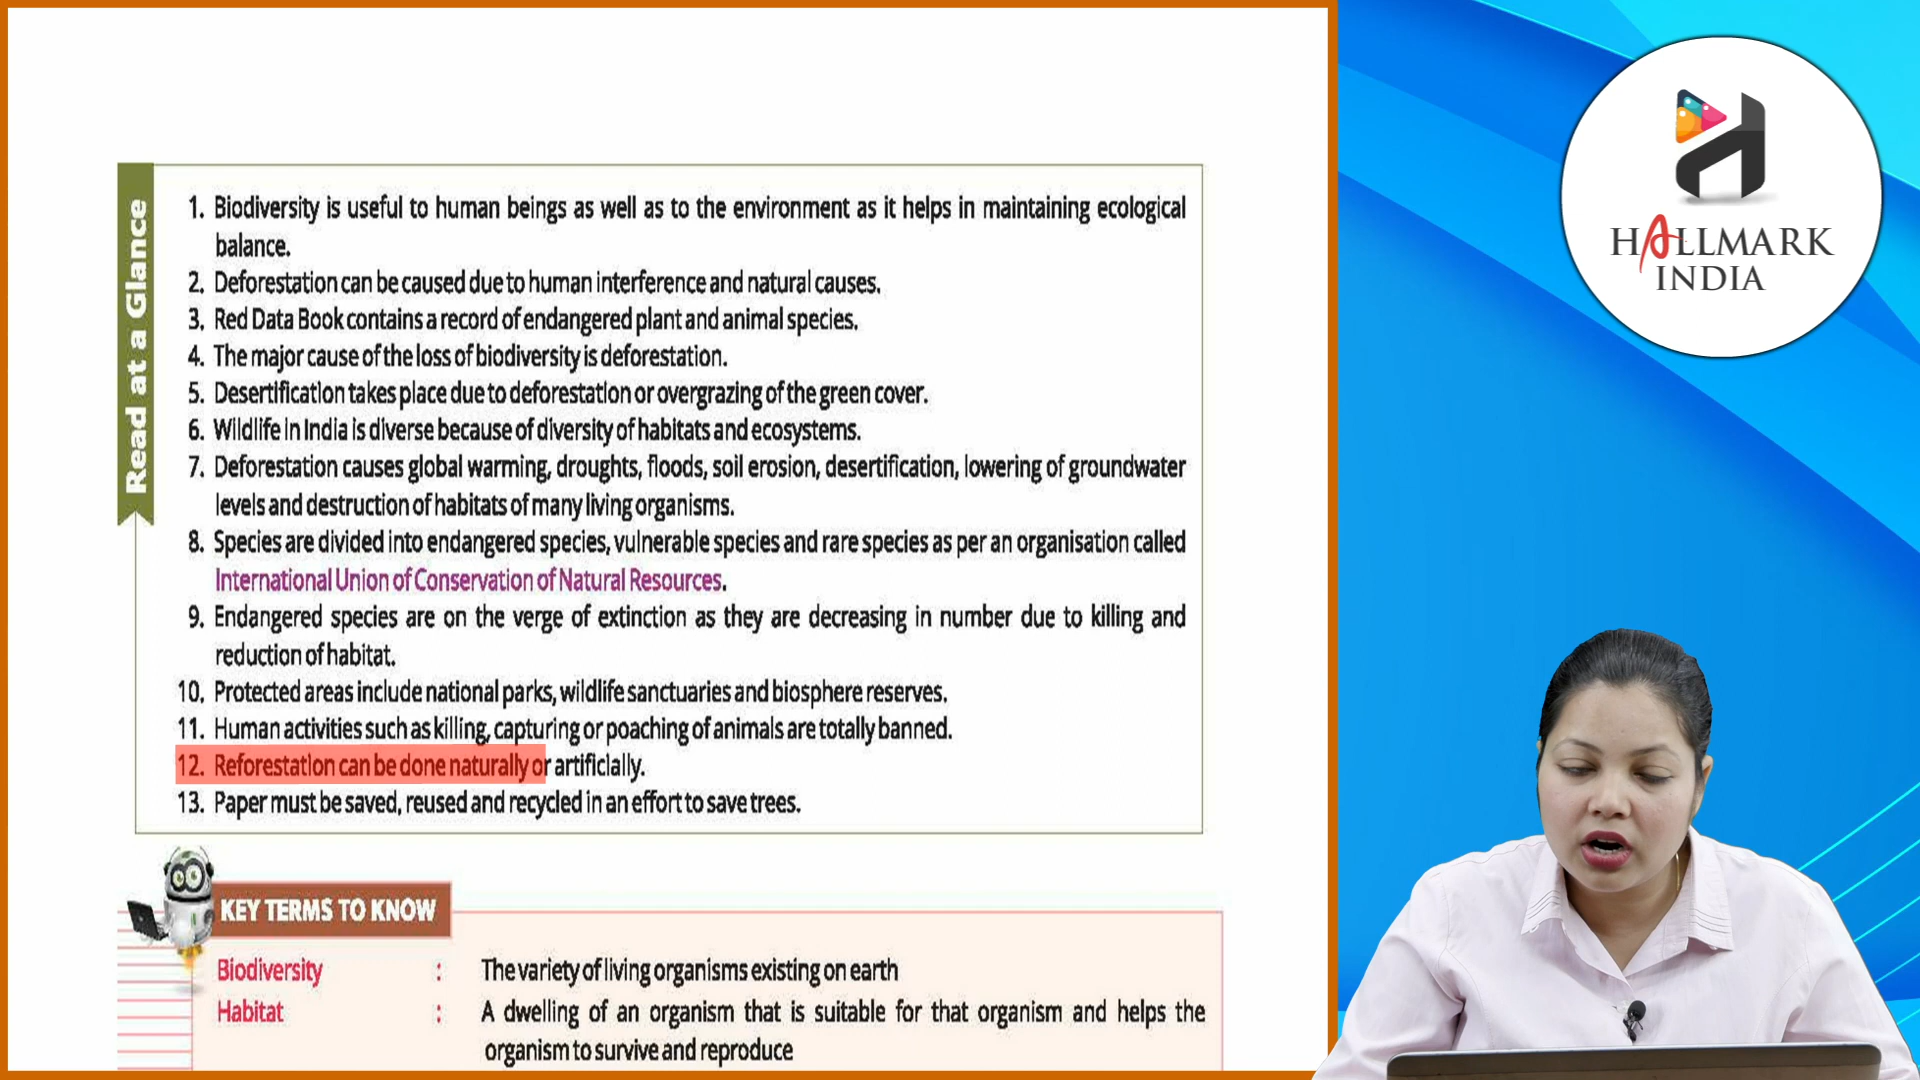 Read at a Glance
1. Biodiversity is useful to human beings as well as to the environment as it helps in maintaining ecological
balance.
2. Deforestation can be caused due to human interference and natural causes.
3. Red Data Book contains a record of endangered plant and animal species.
4. The major cause of the loss of biodiversity is deforestation.
5. Desertification takes place due to deforestation or overgrazing of the green cover.
6. Wildlife in India is diverse because of diversity of habitats and ecosystems.
7. Deforestation causes global warming, droughts, floods, soil erosion, desertification, lowering of groundwater
levels and destruction of habitats of many living organisms.
8. Species are divided into endangered species, vulnerable species and rare species as per an organisation called
International Union of Conservation of Natural Resources.
9. Endangered species are on the verge of extinction as they are decreasing in number due to killing and
reduction of habitat.
10. Protected areas include national parks, wildlife sanctuaries and biosphere reserves.
11. Human activities such as killing, capturing or poaching of animals are totally banned.
12. Reforestation can be done naturally or artificially.
13. Paper must be saved, reused and recycled in an effort to save trees.
KEY TERMS TO KNOW
Biodiversity : The variety of living organisms existing on earth
Habitat : A dwelling of an organism that is suitable for that organism and helps the
organism to survive and reproduce
HALLMARK
INDIA